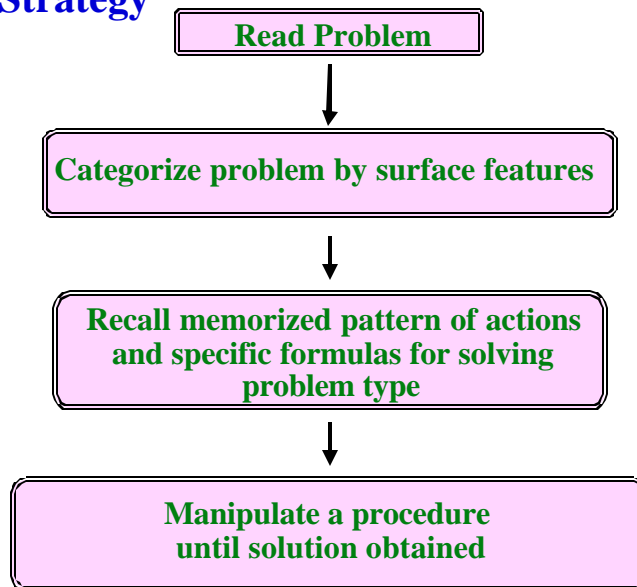 Strategy
Read Problem
Categorize problem by surface features
Recall memorized pattern of actions
and specific formulas for solving
problem type
Manipulate a procedure
until solution obtained